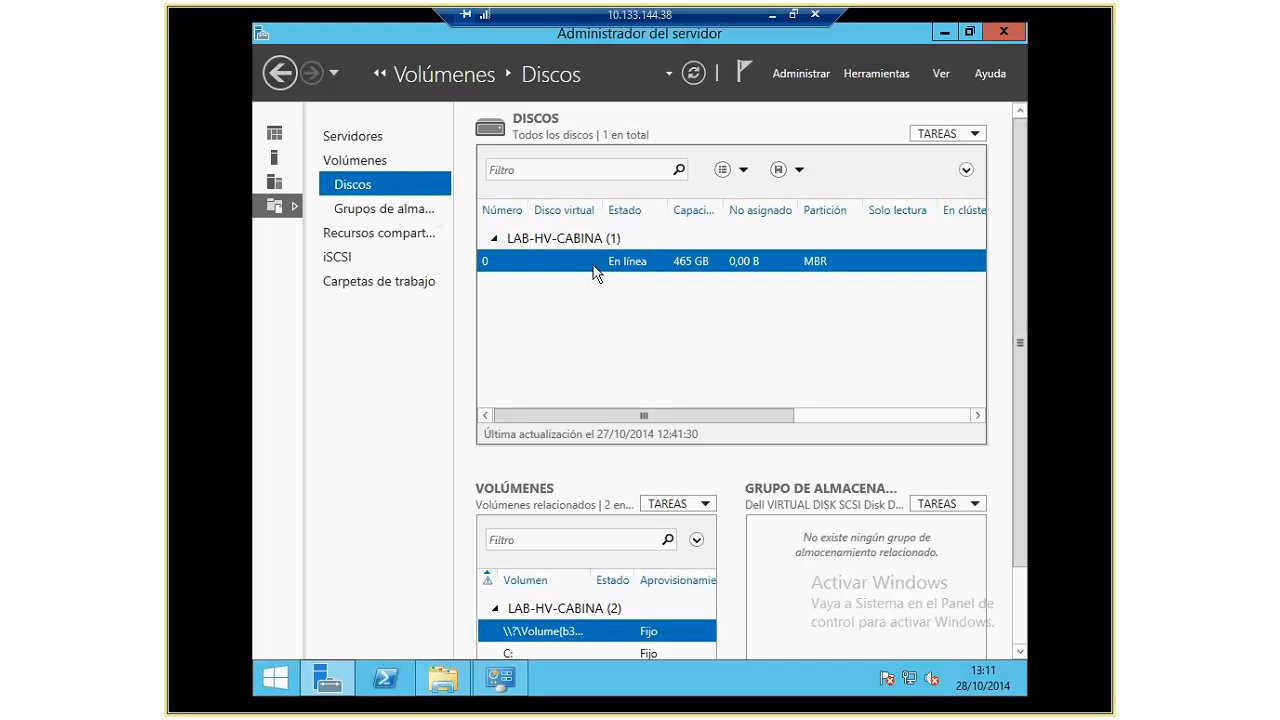 10.133.144.38
Administrador del servidor
Volúmenes
Discos
Administrar
Herramientas
Ver
Ayuda
Servidores
Volúmenes
Discos
Grupos de alma...
Recursos compart...
iSCSI
Carpetas de trabajo
DISCOS
Todos los discos | 1 en total
TAREAS
Filtro
Número Disco virtual Estado Capaci... No asignado Partición Solo lectura En clúste
LAB-HV-CABINA (1)
0 En línea 465 GB 0,00 B MBR
Última actualización el 27/10/2014 12:41:30
VOLÚMENES
Volúmenes relacionados | 2 en...
TAREAS
Filtro
Volumen Estado Aprovisionamie
LAB-HV-CABINA (2)
\\?\Volume{b3... Fijo
C: Fijo
GRUPO DE ALMACENA...
Dell VIRTUAL DISK SCSI Disk D...
TAREAS
No existe ningún grupo de
almacenamiento relacionado.
Activar Windows
Vaya a Sistema en el Panel de
control para activar Windows.
13:11
28/10/2014